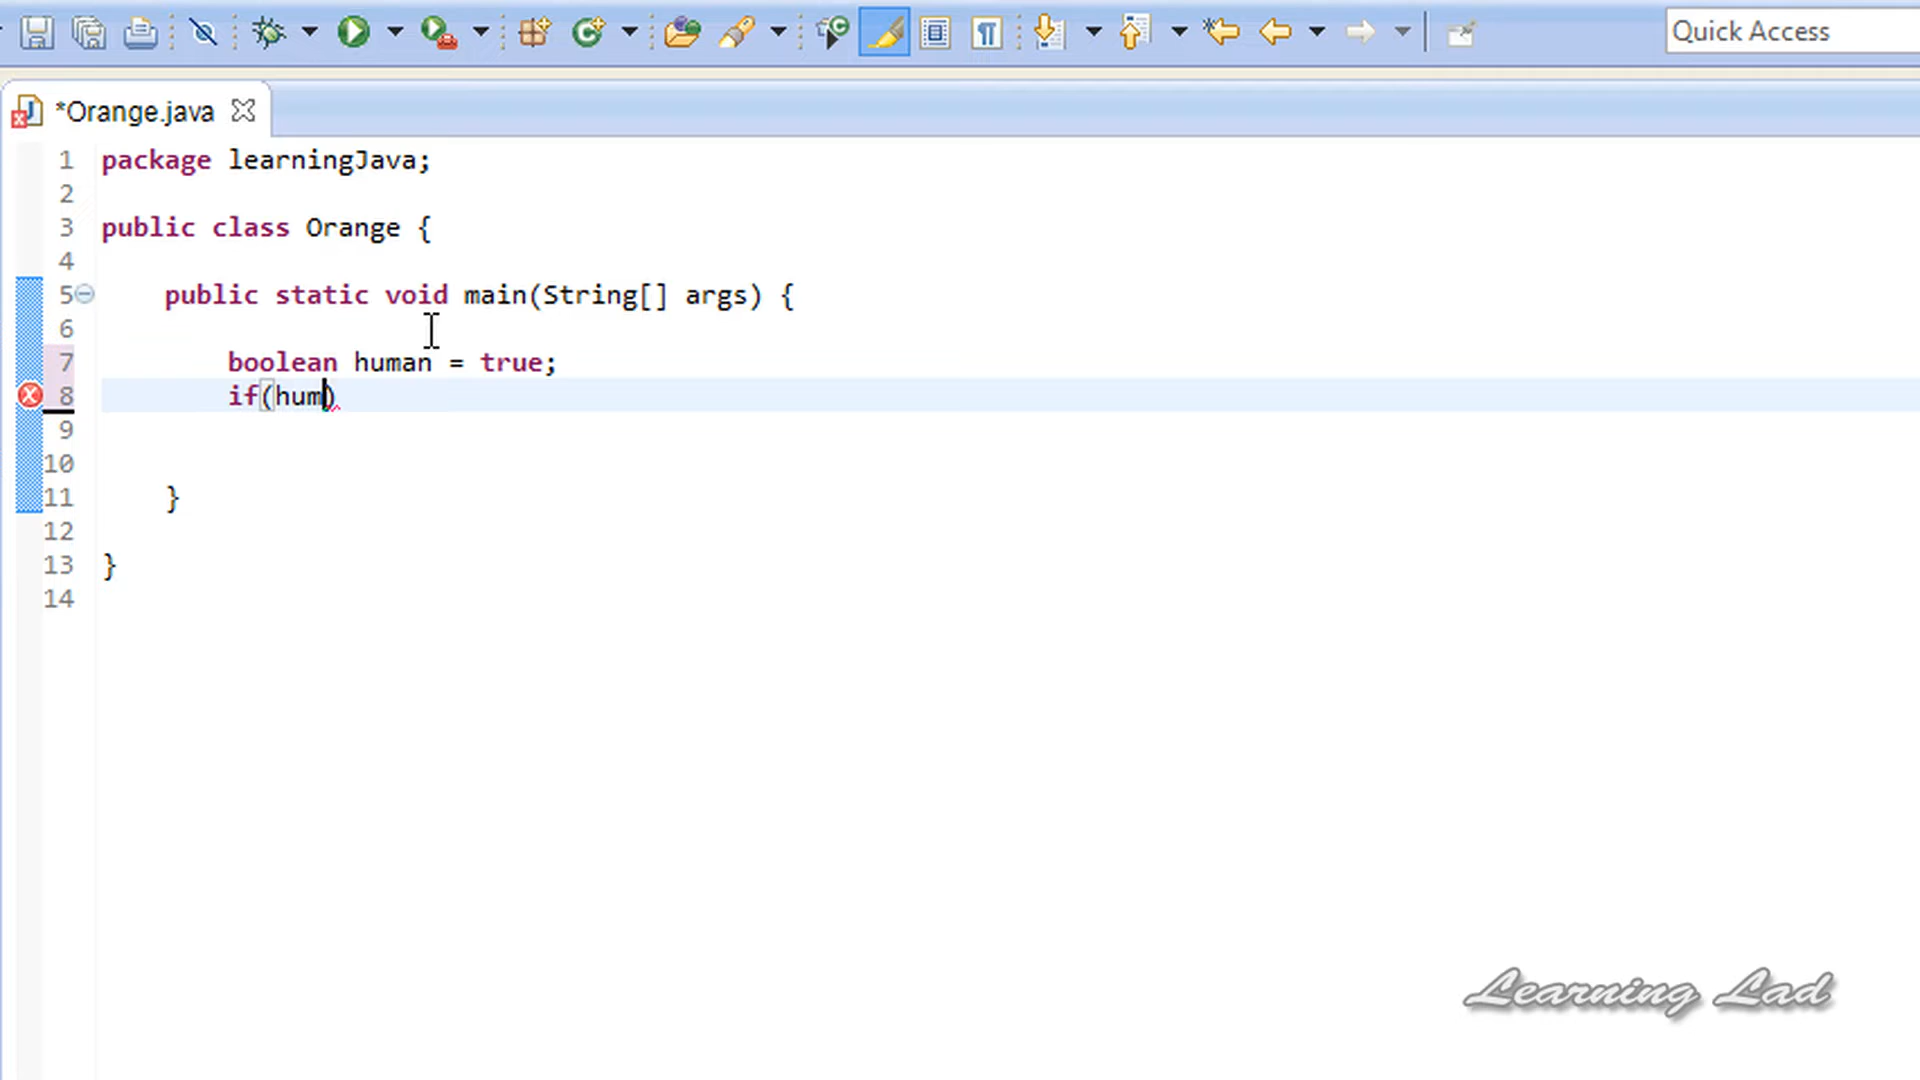 Quick Access
*Orange.java
1 package learningJava;
2
3 public class Orange {
4
5 public static void main(String[] args) {
6
7 boolean human = true;
8 if(hum)
9
10
11 }
12
13 }
14
Learning Lad